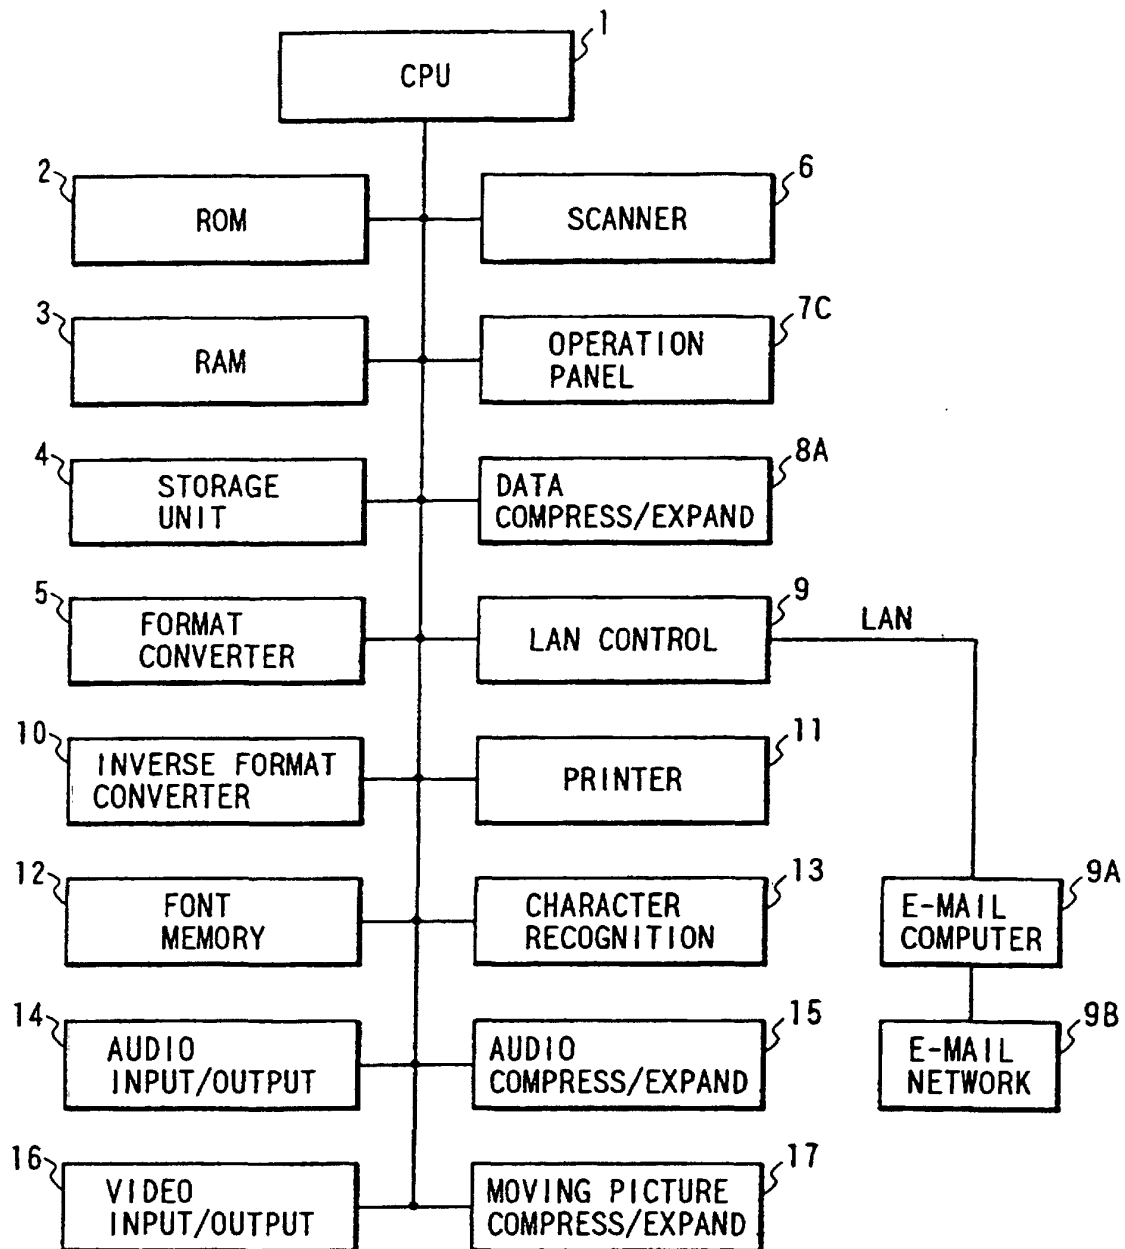 1
CPU
2
ROM
6
SCANNER
3
RAM
7C
OPERATION
PANEL
4
STORAGE
UNIT
8A
DATA
COMPRESS/EXPAND
5
FORMAT
CONVERTER
9
LAN CONTROL
LAN
10
INVERSE FORMAT
CONVERTER
11
PRINTER
12
FONT
MEMORY
13
CHARACTER
RECOGNITION
9A
E-MAIL
COMPUTER
14
AUDIO
INPUT/OUTPUT
15
AUDIO
COMPRESS/EXPAND
9B
E-MAIL
NETWORK
16
VIDEO
INPUT/OUTPUT
17
MOVING PICTURE
COMPRESS/EXPAND